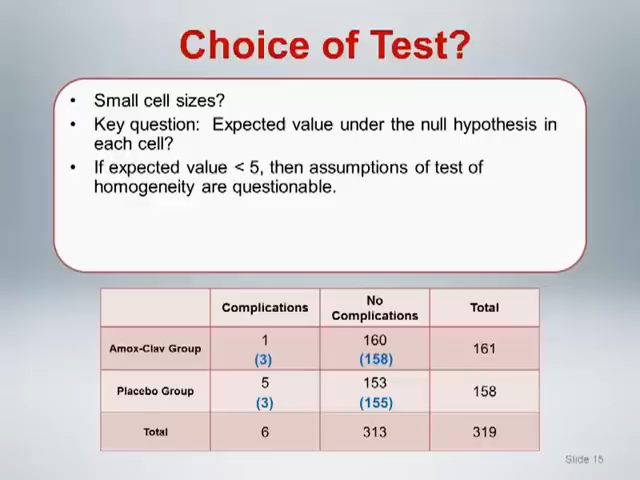 Choice of Test?
• Small cell sizes?
• Key question: Expected value under the null hypothesis in
each cell?
• If expected value < 5, then assumptions of test of
homogeneity are questionable.
Complications No Complications Total
Amox-Clav Group 1 (3) 160 (158) 161
Placebo Group 5 (3) 153 (155) 158
Total 6 313 319
Slide 15